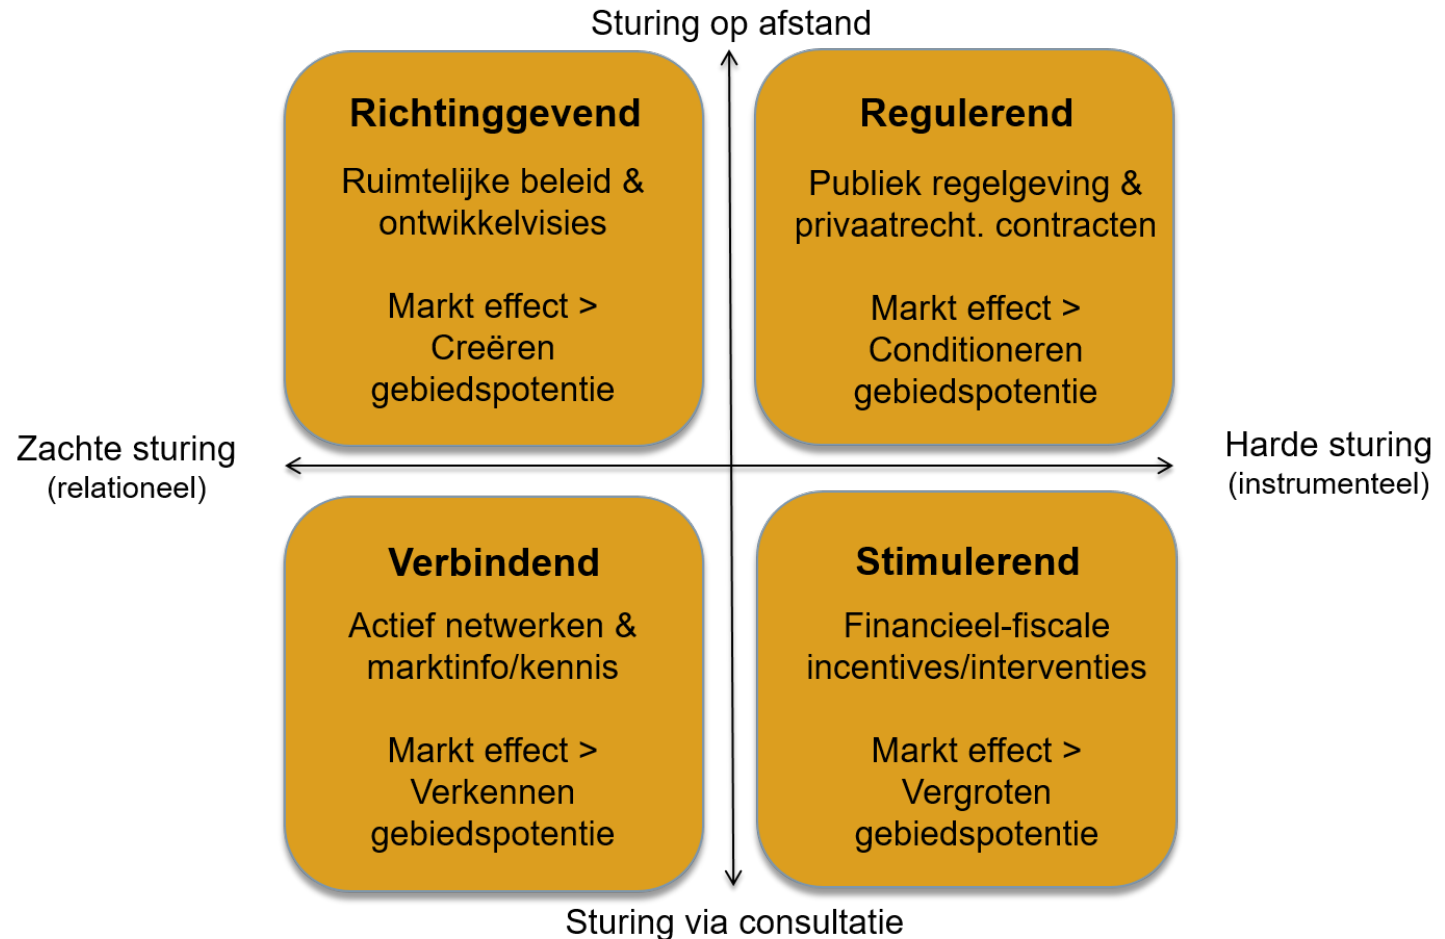 Sturing op afstand
Richtinggevend
Ruimtelijke beleid &
ontwikkelvisies
Markt effect >
Creëren
gebiedspotentie
Regulerend
Publiek regelgeving &
privaatrecht. contracten
Markt effect >
Conditioneren
gebiedspotentie
Zachte sturing
(relationeel)
Harde sturing
(instrumenteel)
Verbindend
Actief netwerken &
marktinfo/kennis
Markt effect >
Verkennen
gebiedspotentie
Stimulerend
Financieel-fiscale
incentives/interventies
Markt effect >
Vergroten
gebiedspotentie
Sturing via consultatie